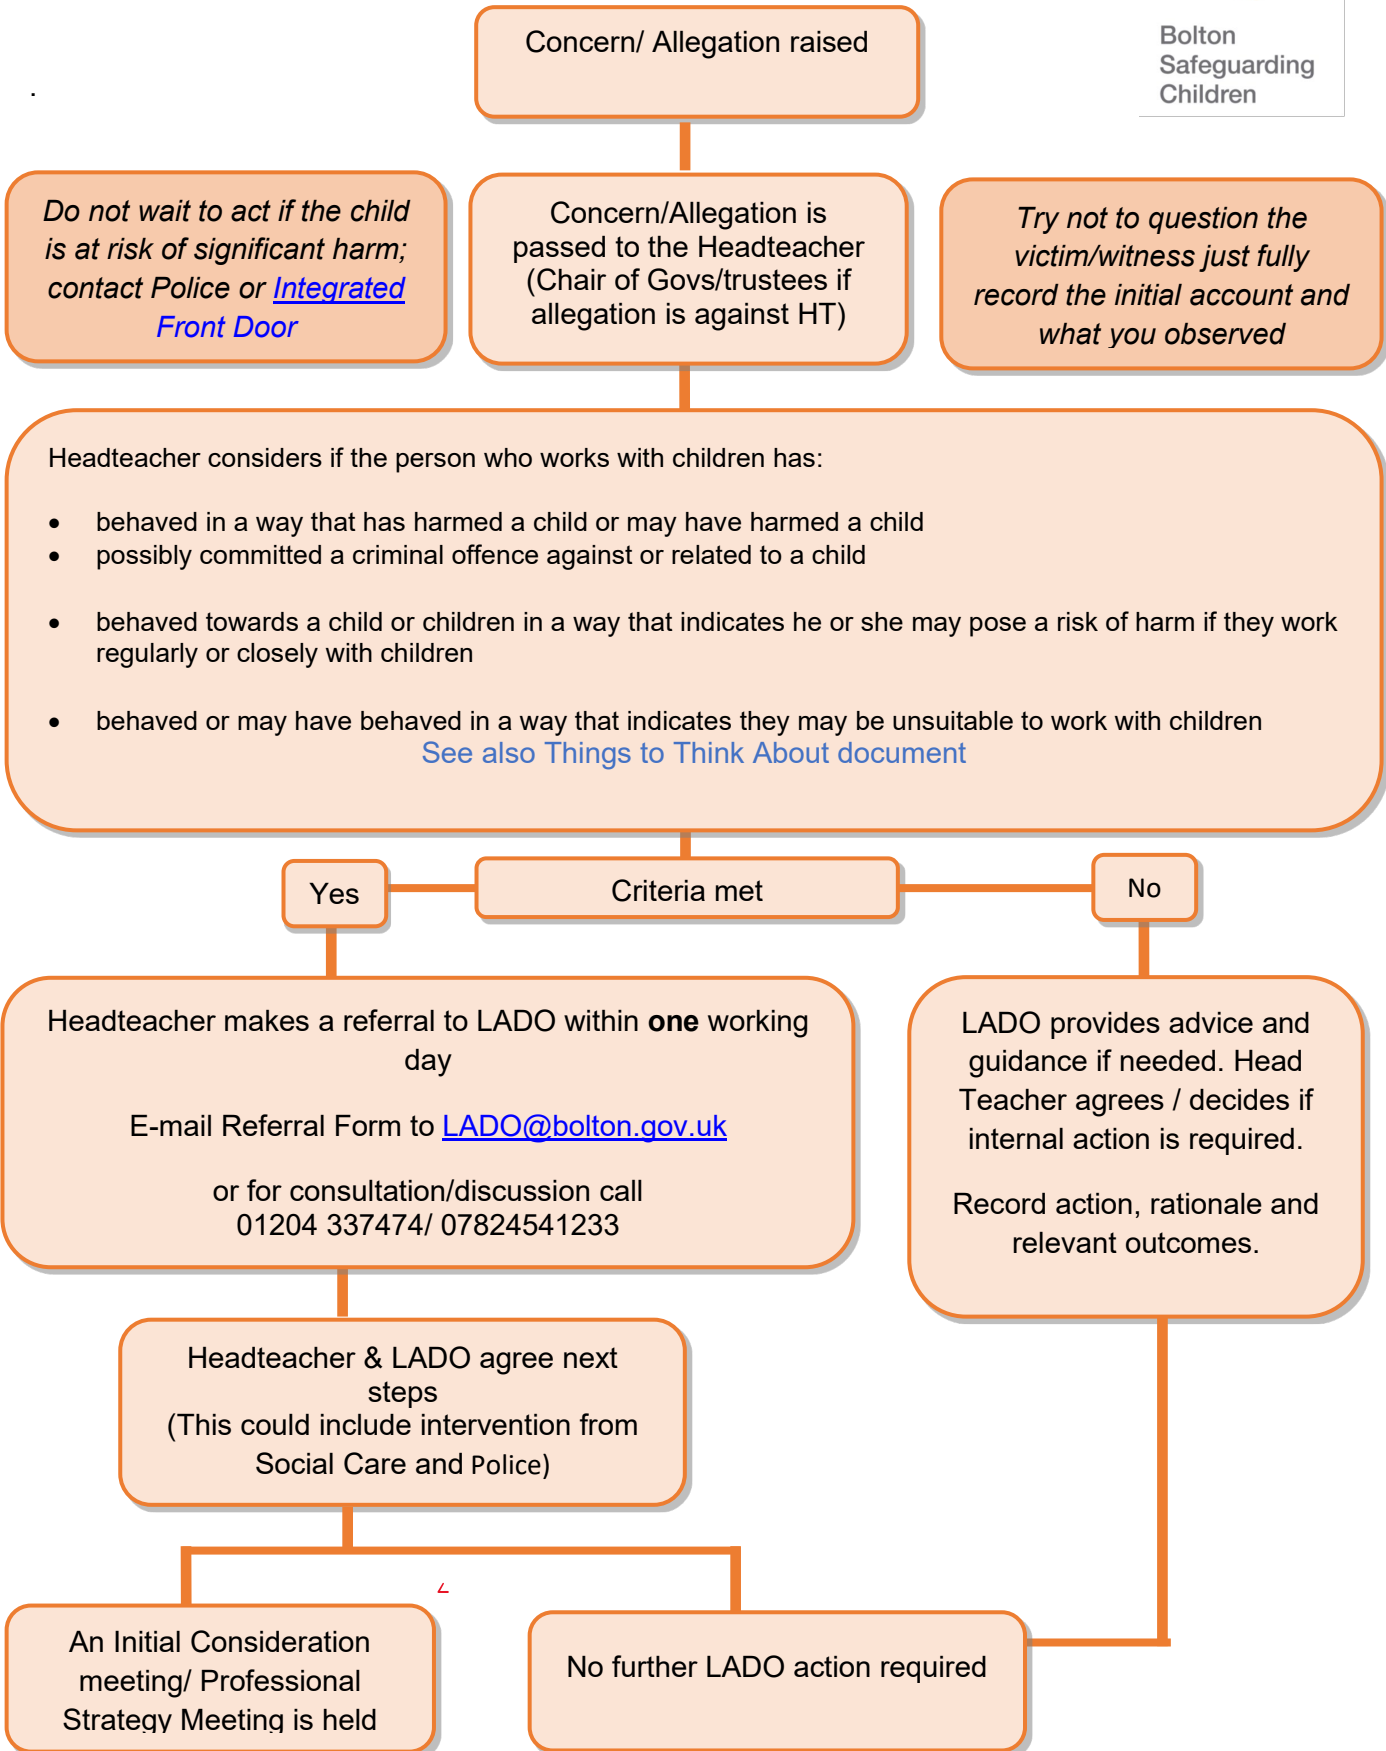 Concern/ Allegation raised
Bolton
Safeguarding
Children
.
Do not wait to act if the child
is at risk of significant harm;
contact Police or Integrated
Front Door
Concern/Allegation is
passed to the Headteacher
(Chair of Govs/trustees if
allegation is against HT)
Try not to question the
victim/witness just fully
record the initial account and
what you observed
Headteacher considers if the person who works with children has:
• behaved in a way that has harmed a child or may have harmed a child
• possibly committed a criminal offence against or related to a child
• behaved towards a child or children in a way that indicates he or she may pose a risk of harm if they work
regularly or closely with children
• behaved or may have behaved in a way that indicates they may be unsuitable to work with children
See also Things to Think About document
Yes
Criteria met
No
Headteacher makes a referral to LADO within one working
day
E-mail Referral Form to LADO@bolton.gov.uk
or for consultation/discussion call
01204 337474/ 07824541233
LADO provides advice and
guidance if needed. Head
Teacher agrees / decides if
internal action is required.
Record action, rationale and
relevant outcomes.
Headteacher & LADO agree next
steps
(This could include intervention from
Social Care and Police)
An Initial Consideration
meeting/ Professional
Strategy Meeting is held
No further LADO action required